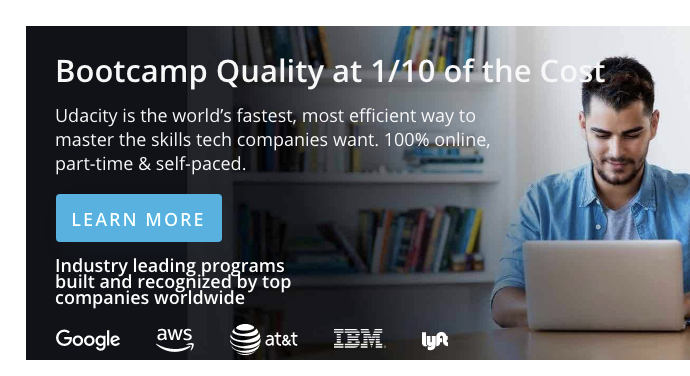 Bootcamp Quality at 1/10 of the Cost
Udacity is the world's fastest, most efficient way to
master the skills tech companies want. 100% online,
part-time & self-paced.
LEARN MORE
Industry leading programs
built and recognized by top
companies worldwide
Google aws at&t IBM lyft